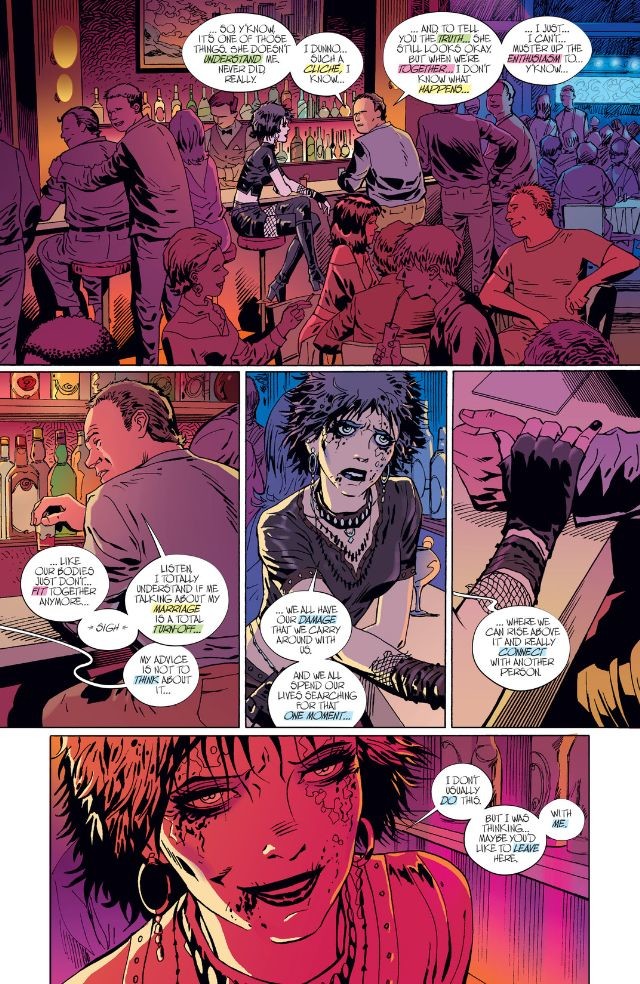 ... SO, Y'KNOW,
IT'S ONE OF THOSE
THINGS. SHE DOESN'T
UNDERSTAND ME.
NEVER DID,
REALLY.
I DUNNO...
SUCH A
CLICHÉ, I
KNOW...
... AND TO TELL
YOU THE TRUTH... SHE
STILL LOOKS OKAY.
BUT WHEN WE'RE
TOGETHER... I DON'T
KNOW WHAT
HAPPENS...
... I JUST...
I CAN'T...
MUSTER UP THE
ENTHUSIASM TO...
Y'KNOW...
... LIKE
OUR BODIES
JUST DON'T...
FIT TOGETHER
ANYMORE...
SIGH
LISTEN,
I TOTALLY
UNDERSTAND IF ME
TALKING ABOUT MY
MARRIAGE
IS A TOTAL
TURN-OFF...
MY ADVICE
IS NOT TO
THINK ABOUT
IT...
... WE ALL HAVE
OUR DAMAGE
THAT WE CARRY
AROUND WITH
US.
AND WE ALL
SPEND OUR
LIVES SEARCHING
FOR THAT
ONE MOMENT...
... WHERE WE
CAN RISE ABOVE
IT AND REALLY
CONNECT
WITH ANOTHER
PERSON.
I DON'T
USUALLY
DO THIS.
BUT I WAS
THINKING...
MAYBE YOU'D
LIKE TO LEAVE
HERE,
WITH
ME.